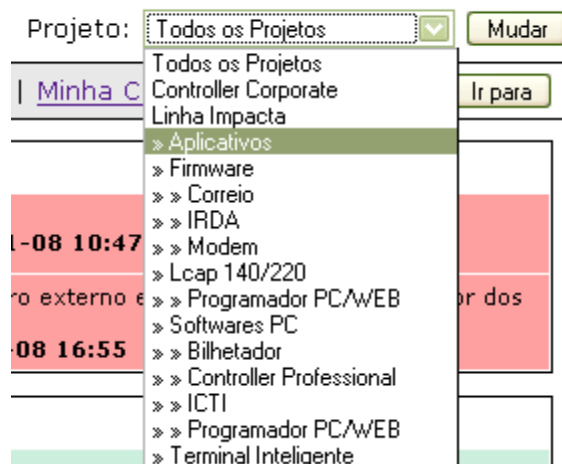 Projeto: Todos os Projetos Mudar
Todos os Projetos
| Minha C Controller Corporate Ir para
Linha Impacta
» Aplicativos
» Firmware
» » Correio
» » IRDA
1-08 10:47 » » Modem
» Lcap 140/220
ro externo e » » Programador PC/WEB or dos
» Softwares PC
-08 16:55 » » Bilhetador
» » Controller Professional
» » ICTI
» » Programador PC/WEB
» Terminal Inteligente